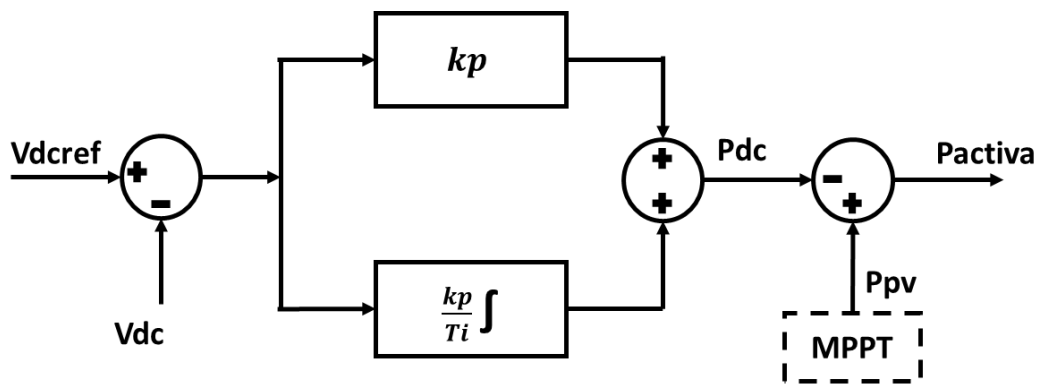 kp
Vdcref
+
-
+
+
Pdc
-
+
Pactiva
kp/Ti ∫
Vdc
Ppv
MPPT